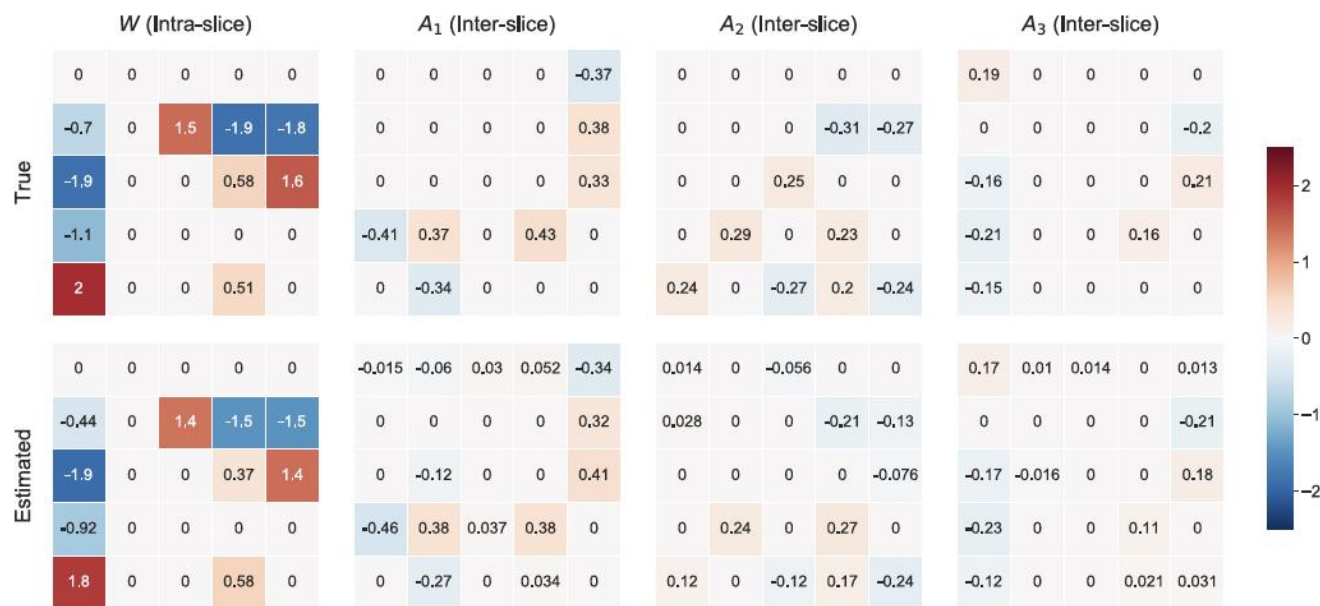 W (Intra-slice) A₁ (Inter-slice) A₂ (Inter-slice) A₃ (Inter-slice)
True
0 0 0 0 0 0 0 0 0 -0.37 0 0 0 0 0 0.19 0 0 0 0
-0.7 0 1.5 -1.9 -1.8 0 0 0 0 0.38 0 0 0 -0.31 -0.27 0 0 0 0 -0.2
-1.9 0 0 0.58 1.6 0 0 0 0 0.33 0 0 0.25 0 0 -0.16 0 0 0 0.21
-1.1 0 0 0 0 -0.41 0.37 0 0.43 0 0 0.29 0 0.23 0 -0.21 0 0 0.16 0
2 0 0 0.51 0 0 -0.34 0 0 0 0.24 0 -0.27 0.2 -0.24 -0.15 0 0 0 0
Estimated
0 0 0 0 0 -0.015 -0.06 0.03 0.052 -0.34 0.014 0 -0.056 0 0 0.17 0.01 0.014 0 0.013
-0.44 0 1.4 -1.5 -1.5 0 0 0 0 0.32 0.028 0 0 -0.21 -0.13 0 0 0 0 -0.21
-1.9 0 0 0.37 1.4 0 -0.12 0 0 0.41 0 0 0 0 -0.076 -0.17 -0.016 0 0 0.18
-0.92 0 0 0 0 -0.46 0.38 0.037 0.38 0 0 0.24 0 0.27 0 -0.23 0 0 0.11 0
1.8 0 0 0.58 0 0 -0.27 0 0.034 0 0.12 0 -0.12 0.17 -0.24 -0.12 0 0 0.021 0.031
2
1
0
-1
-2